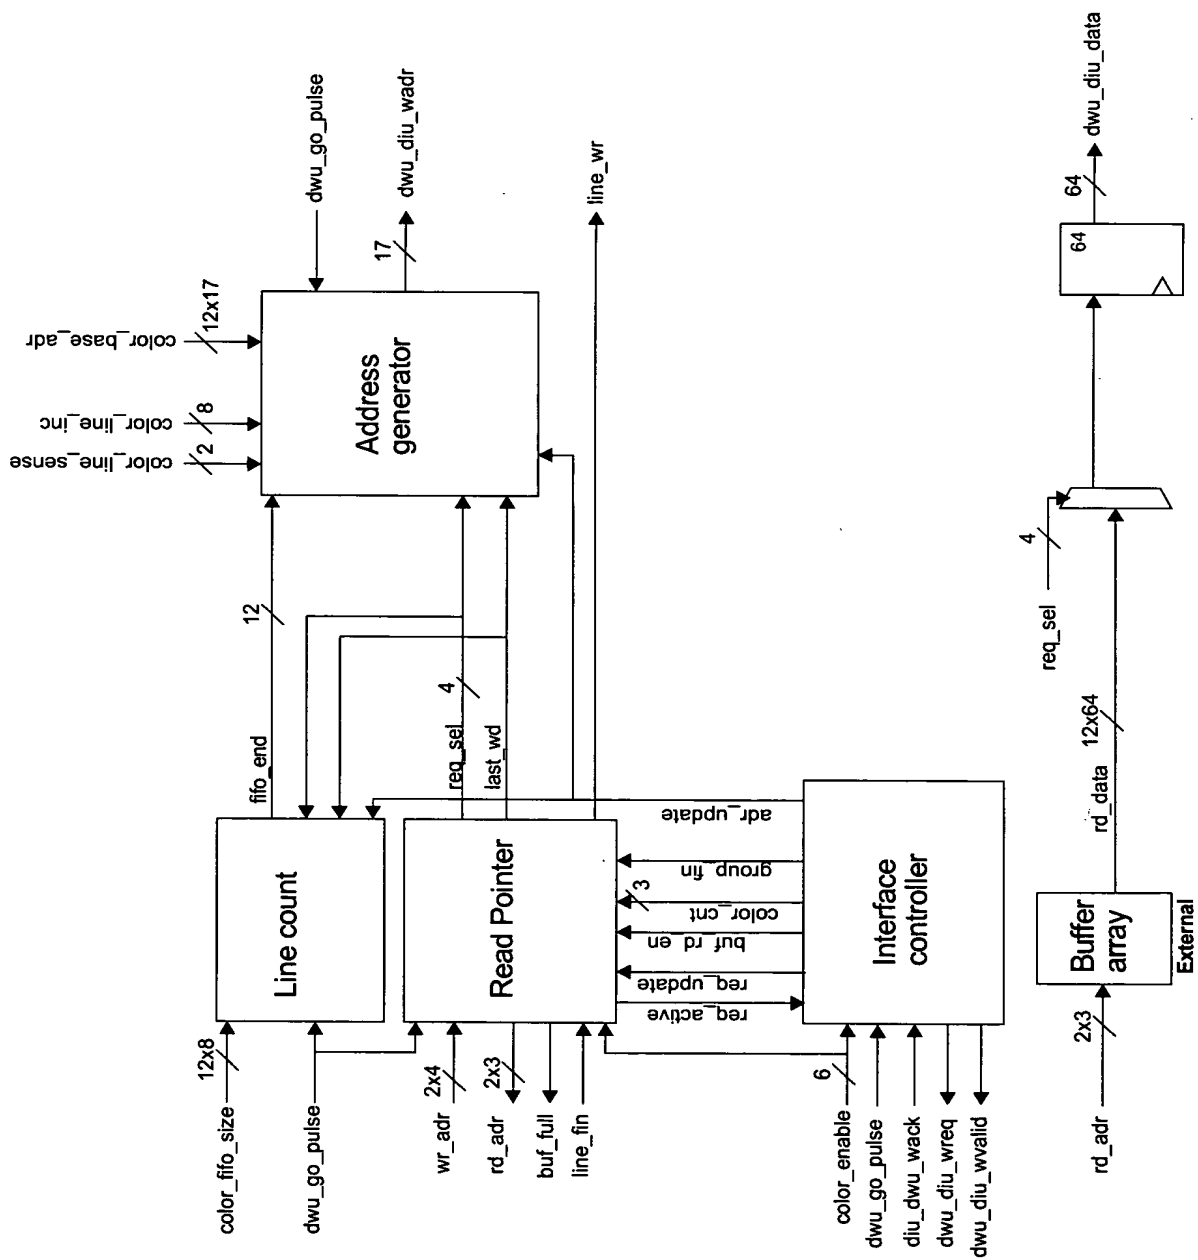 color_fifo_size
12x8
dwu_go_pulse
Line count
fifo_end
12
color_line_sense
2
color_line_inc
8
color_base_adr
12x17
Address
generator
dwu_go_pulse
17
dwu_diu_wadr
wr_adr
2x4
rd_adr
2x3
buf_full
line_fin
Read Pointer
req_sel
4
last_wd
line_wr
req_active
req_update
buf_rd_en
color_cnt
3
group_fin
adr_update
color_enable
6
dwu_go_pulse
diu_dwu_wack
dwu_diu_wreq
dwu_diu_wvalid
Interface
controller
rd_adr
2x3
Buffer
array
External
rd_data
12x64
req_sel
4
64
64
dwu_diu_data